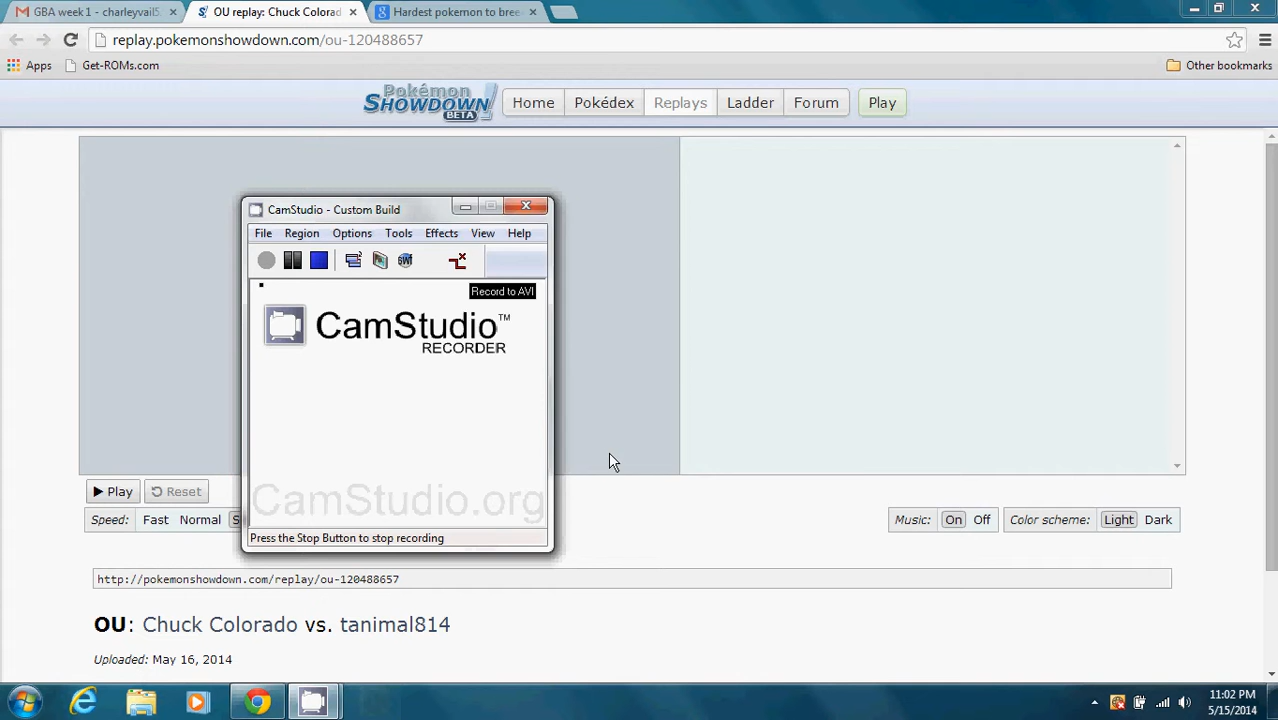 GBA week1 - charleyvail5
OU replay: Chuck Colorad
Hardest pokemon to bree
replay.pokemonshowdown.com/ou-120488657
Apps
Get-ROMs.com
Other bookmarks
Pokémon
SHOWDOWN!
BETA
Home
Pokédex
Replays
Ladder
Forum
Play
CamStudio - Custom Build
File Region Options Tools Effects View Help
SWF
Record to AVI
CamStudio™
RECORDER
CamStudio.org
Press the Stop Button to stop recording
Play
Reset
Speed: Fast Normal S
Music: On Off
Color scheme: Light Dark
http://pokemonshowdown.com/replay/ou-120488657
OU: Chuck Colorado vs. tanimal814
Uploaded: May 16, 2014
11:02 PM
5/15/2014